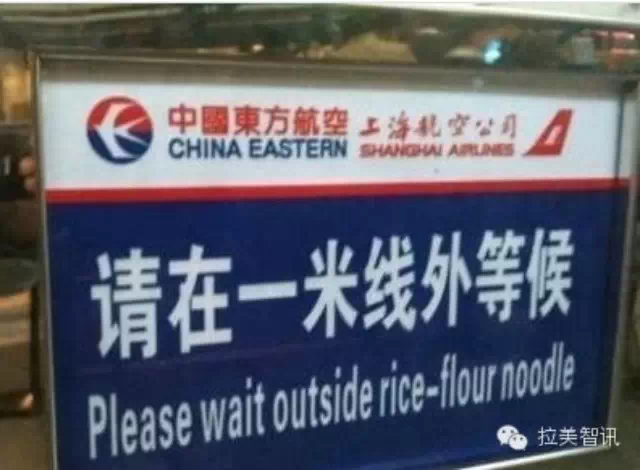 中國東方航空 上海航空公司
CHINA EASTERN SHANGHAI AIRLINES
请在一米线外等候
Please wait outside rice-flour noodle
拉美智讯